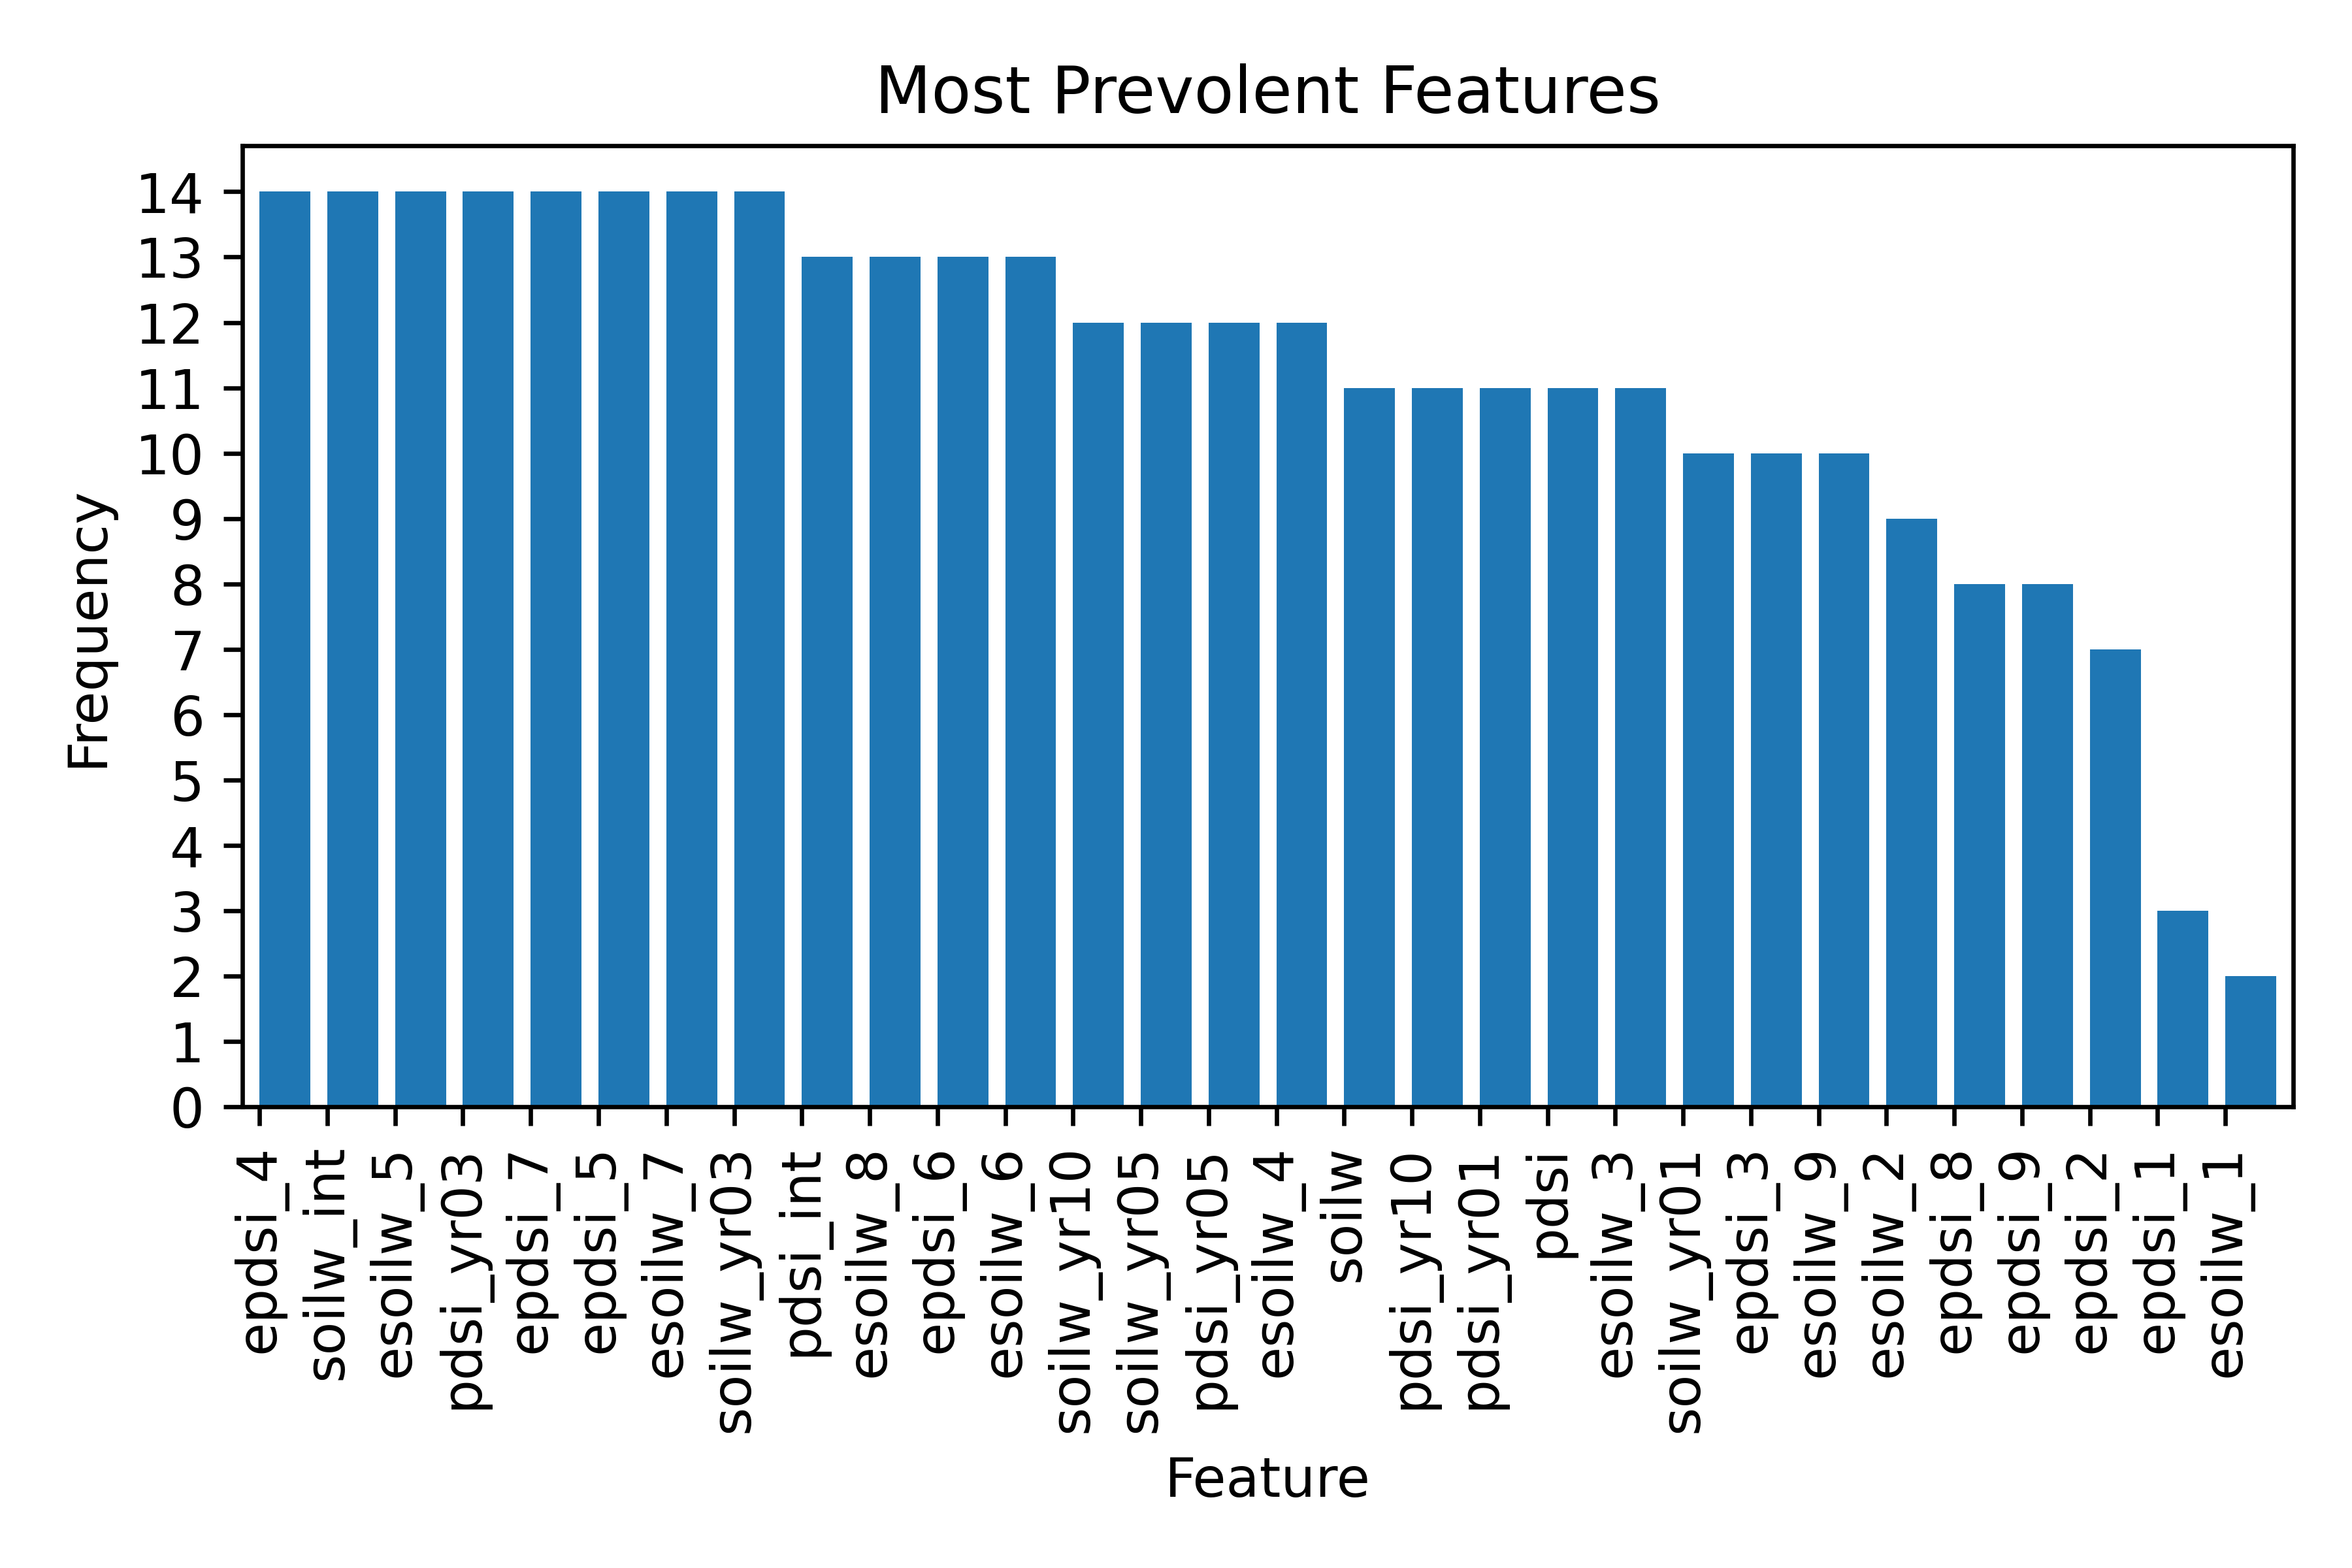 Most Prevolent Features
Frequency
14
13
12
11
10
9
8
7
6
5
4
3
2
1
0
epdsi_4
soilw_int
esoilw_5
pdsi_yr03
epdsi_7
epdsi_5
esoilw_7
soilw_yr03
pdsi_int
esoilw_8
epdsi_6
esoilw_6
soilw_yr10
soilw_yr05
pdsi_yr05
esoilw_4
soilw
pdsi_yr10
pdsi_yr01
pdsi
esoilw_3
soilw_yr01
epdsi_3
esoilw_9
esoilw_2
epdsi_8
epdsi_9
epdsi_2
epdsi_1
esoilw_1
Feature